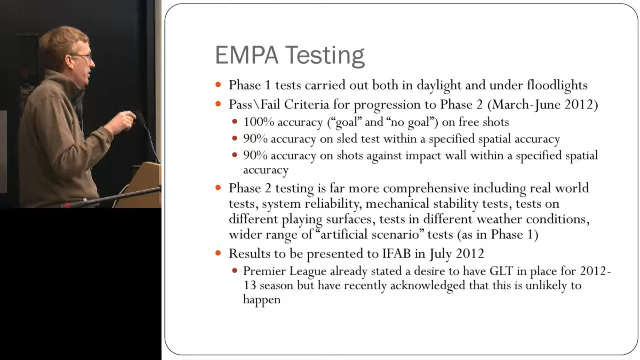 EMPA Testing
Phase 1 tests carried out both in daylight and under floodlights
Pass\Fail Criteria for progression to Phase 2 (March-June 2012)
100% accuracy ("goal" and "no goal") on free shots
90% accuracy on sled test within a specified spatial accuracy
90% accuracy on shots against impact wall within a specified spatial
accuracy
Phase 2 testing is far more comprehensive including real world
tests, system reliability, mechanical stability tests, tests on
different playing surfaces, tests in different weather conditions,
wider range of "artificial scenario" tests (as in Phase 1)
Results to be presented to IFAB in July 2012
Premier League already stated a desire to have GLT in place for 2012-
13 season but have recently acknowledged that this is unlikely to
happen